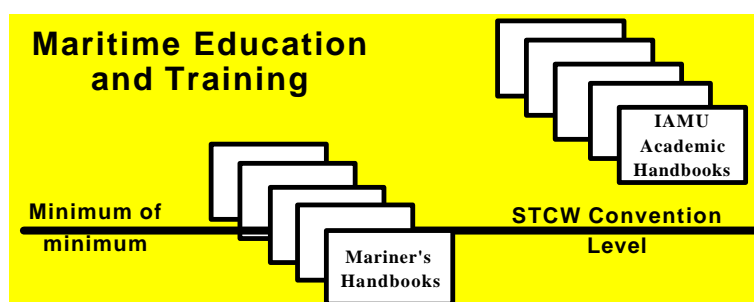 Maritime Education
and Training
IAMU
Academic
Handbooks
Minimum of
minimum
STCW Convention
Level
Mariner's
Handbooks